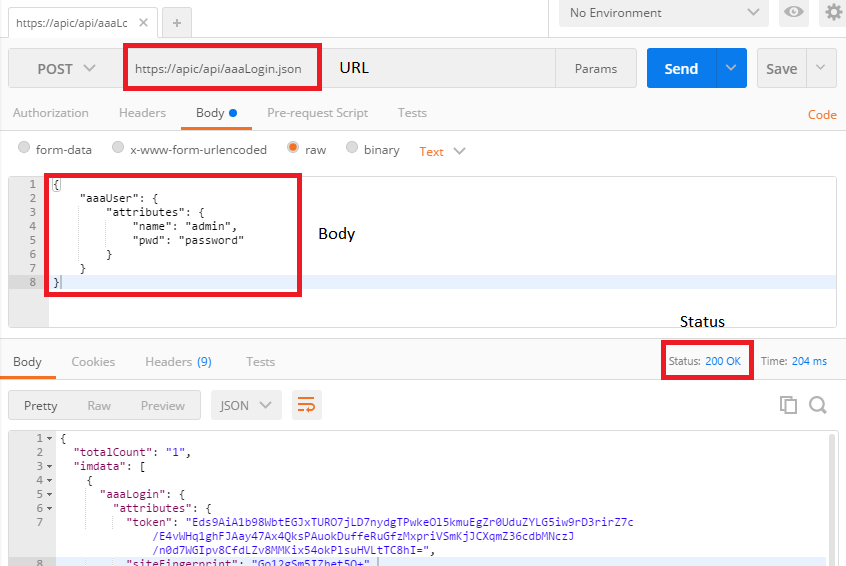 https://apic/api/aaaLc × + No Environment
POST https://apic/api/aaaLogin.json URL Params Send Save
Authorization Headers Body Pre-request Script Tests Code
form-data x-www-form-urlencoded raw binary Text
1 {
2 "aaaUser": {
3 "attributes": {
4 "name": "admin",
5 "pwd": "password"
6 }
7 }
8 }
Body
Status
Body Cookies Headers (9) Tests Status: 200 OK Time: 204 ms
Pretty Raw Preview JSON
1 {
2 "totalCount": "1",
3 "imdata": [
4 {
5 "aaaLogin": {
6 "attributes": {
7 "token": "Eds9AiA1b98WbtEGJxTURO7jLD7nydgTPwkeOl5kmuEgZr0UduZYLG5iw9rD3rirZ7c
/E4vWHq1ghFJAay47Ax4QksPAuokDuffeRuGfzMxpriVSmKjJCXqmZ36cdbMNczJ
/n0d7WGIpv8CfdLZv8MMKix54okPlsuHVLtTC8hI=",
8 "siteFingerprint":